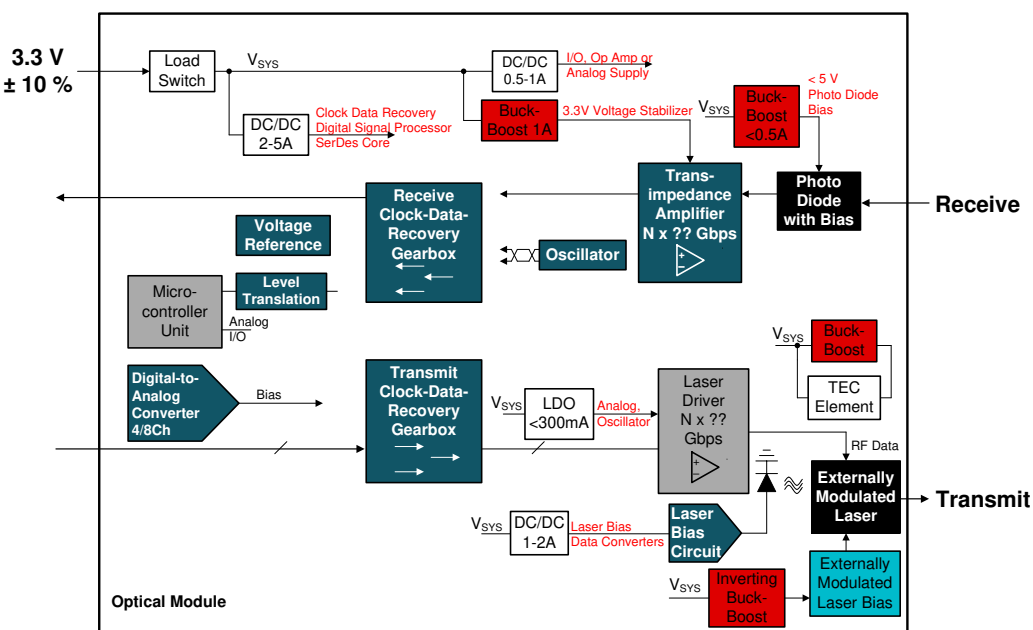 3.3 V
± 10 %
Load
Switch
VSYS
DC/DC
0.5-1A
I/O, Op Amp or
Analog Supply
DC/DC
2-5A
Clock Data Recovery
Digital Signal Processor
SerDes Core
Buck-
Boost 1A
3.3V Voltage Stabilizer
VSYS
Buck-
Boost
<0.5A
< 5 V
Photo Diode
Bias
Receive
Clock-Data-
Recovery
Gearbox
Trans-
impedance
Amplifier
N x ?? Gbps
+
−
Photo
Diode
with Bias
Receive
Voltage
Reference
Oscillator
Level
Translation
Micro-
controller
Unit
Analog
I/O
VSYS
Buck-
Boost
TEC
Element
Digital-to-
Analog
Converter
4/8Ch
Bias
Transmit
Clock-Data-
Recovery
Gearbox
VSYS
LDO
<300mA
Analog,
Oscillator
Laser
Driver
N x ??
Gbps
+
−
RF Data
Externally
Modulated
Laser
Transmit
VSYS
DC/DC
1-2A
Laser Bias
Data Converters
Laser
Bias
Circuit
VSYS
Inverting
Buck-
Boost
Externally
Modulated
Laser Bias
Optical Module